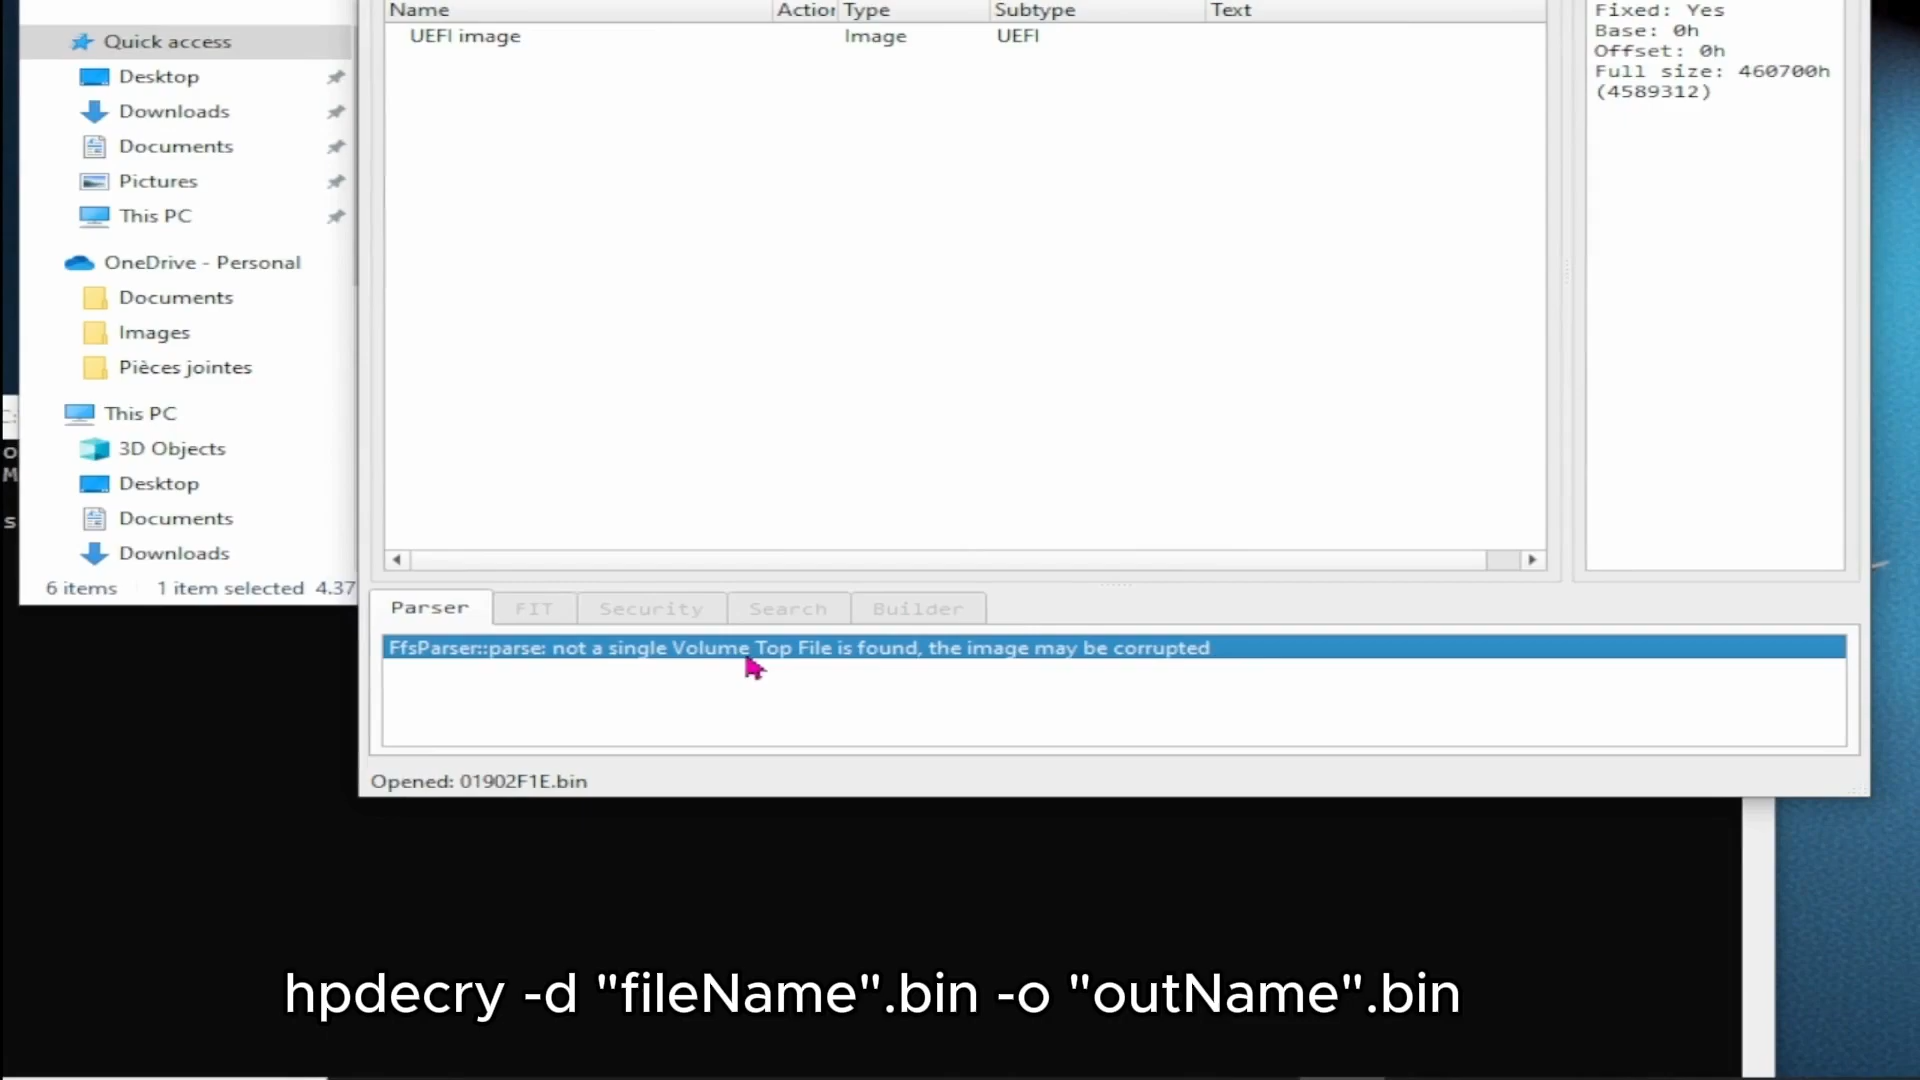 Quick access
Desktop
Downloads
Documents
Pictures
This PC
OneDrive - Personal
Documents
Images
Pièces jointes
This PC
3D Objects
Desktop
Documents
Downloads
6 items 1 item selected 4.37
C:
o
M
s
Name Action Type Subtype Text
UEFI image Image UEFI
Fixed: Yes
Base: 0h
Offset: 0h
Full size: 460700h
(4589312)
Parser FIT Security Search Builder
FfsParser::parse: not a single Volume Top File is found, the image may be corrupted
Opened: 01902F1E.bin
hpdecry -d "fileName".bin -o "outName".bin